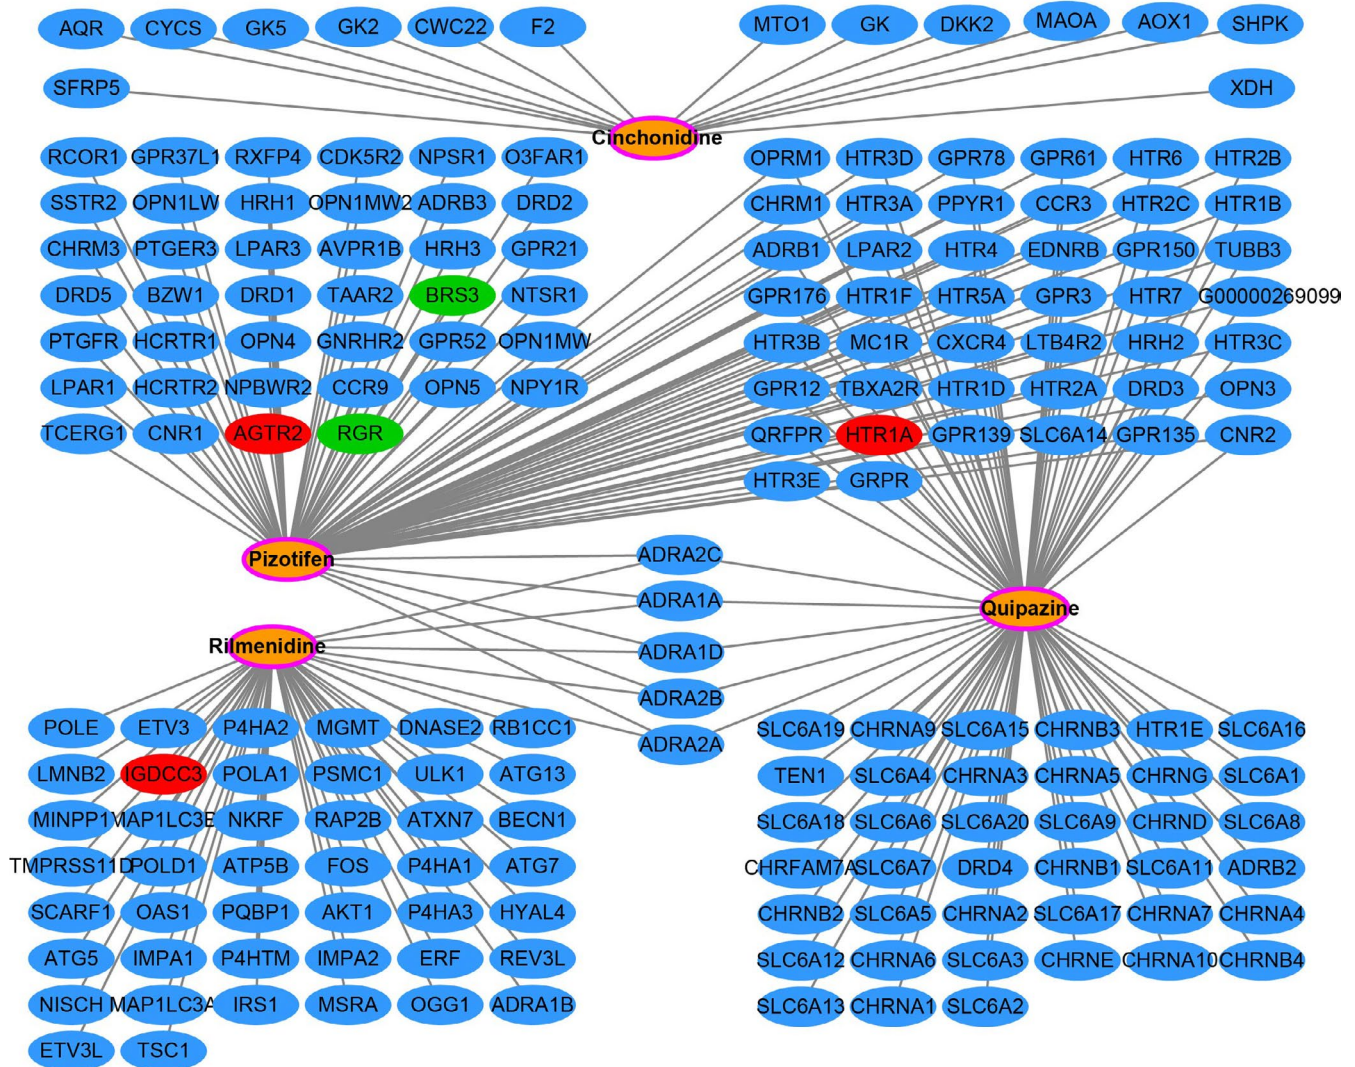 AQR CYCS GK5 GK2 CWC22 F2 MTO1 GK DKK2 MAOA AOX1 SHPK
SFRP5 XDH
Cinchonidine
RCOR1 GPR37L1 RXFP4 CDK5R2 NPSR1 O3FAR1 OPRM1 HTR3D GPR78 GPR61 HTR6 HTR2B
SSTR2 OPN1LW HRH1 OPN1MW2 ADRB3 DRD2 CHRM1 HTR3A PPYR1 CCR3 HTR2C HTR1B
CHRM3 PTGER3 LPAR3 AVPR1B HRH3 GPR21 ADRB1 LPAR2 HTR4 EDNRB GPR150 TUBB3
DRD5 BZW1 DRD1 TAAR2 BRS3 NTSR1 GPR176 HTR1F HTR5A GPR3 HTR7 G00000269099
PTGFR HCRTR1 OPN4 GNRHR2 GPR52 OPN1MW HTR3B MC1R CXCR4 LTB4R2 HRH2 HTR3C
LPAR1 HCRTR2 NPBWR2 CCR9 OPN5 NPY1R GPR12 TBXA2R HTR1D HTR2A DRD3 OPN3
TCERG1 CNR1 AGTR2 RGR QRFPR HTR1A GPR139 SLC6A14 GPR135 CNR2
HTR3E GRPR
Pizotifen ADRA2C
ADRA1A Quipazine
Rilmenidine ADRA1D
ADRA2B
ADRA2A
POLE ETV3 P4HA2 MGMT DNASE2 RB1CC1 SLC6A19 CHRNA9 SLC6A15 CHRNB3 HTR1E SLC6A16
LMNB2 IGDCC3 POLA1 PSMC1 ULK1 ATG13 TEN1 SLC6A4 CHRNA3 CHRNA5 CHRNG SLC6A1
MINPP1 MAP1LC3B NKRF RAP2B ATXN7 BECN1 SLC6A18 SLC6A6 SLC6A20 SLC6A9 CHRND SLC6A8
TMPRSS11D POLD1 ATP5B FOS P4HA1 ATG7 CHRFAM7A SLC6A7 DRD4 CHRNB1 SLC6A11 ADRB2
SCARF1 OAS1 PQBP1 AKT1 P4HA3 HYAL4 CHRNB2 SLC6A5 CHRNA2 SLC6A17 CHRNA7 CHRNA4
ATG5 IMPA1 P4HTM IMPA2 ERF REV3L SLC6A12 CHRNA6 SLC6A3 CHRNE CHRNA10 CHRNB4
NISCH MAP1LC3A IRS1 MSRA OGG1 ADRA1B SLC6A13 CHRNA1 SLC6A2
ETV3L TSC1